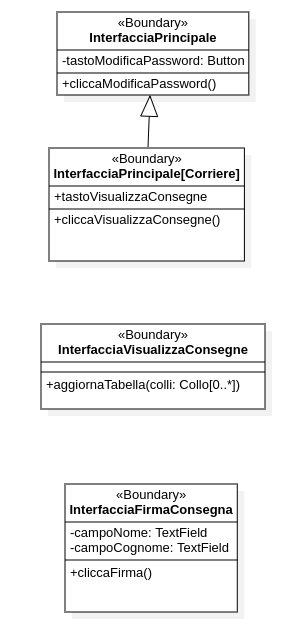 «Boundary»
InterfacciaPrincipale
-tastoModificaPassword: Button
+cliccaModificaPassword()
«Boundary»
InterfacciaPrincipale[Corriere]
+tastoVisualizzaConsegne
+cliccaVisualizzaConsegne()
«Boundary»
InterfacciaVisualizzaConsegne
+aggiornaTabella(colli: Collo[0..*])
«Boundary»
InterfacciaFirmaConsegna
-campoNome: TextField
-campoCognome: TextField
+cliccaFirma()